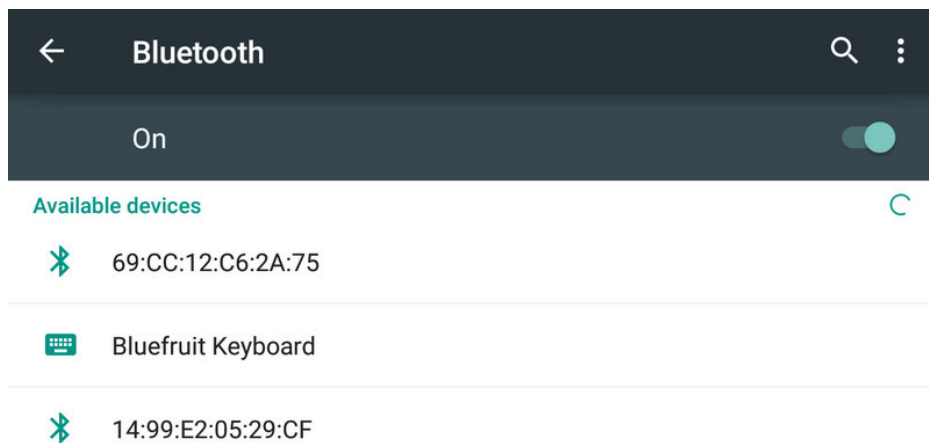 Bluetooth
On
Available devices
69:CC:12:C6:2A:75
Bluefruit Keyboard
14:99:E2:05:29:CF